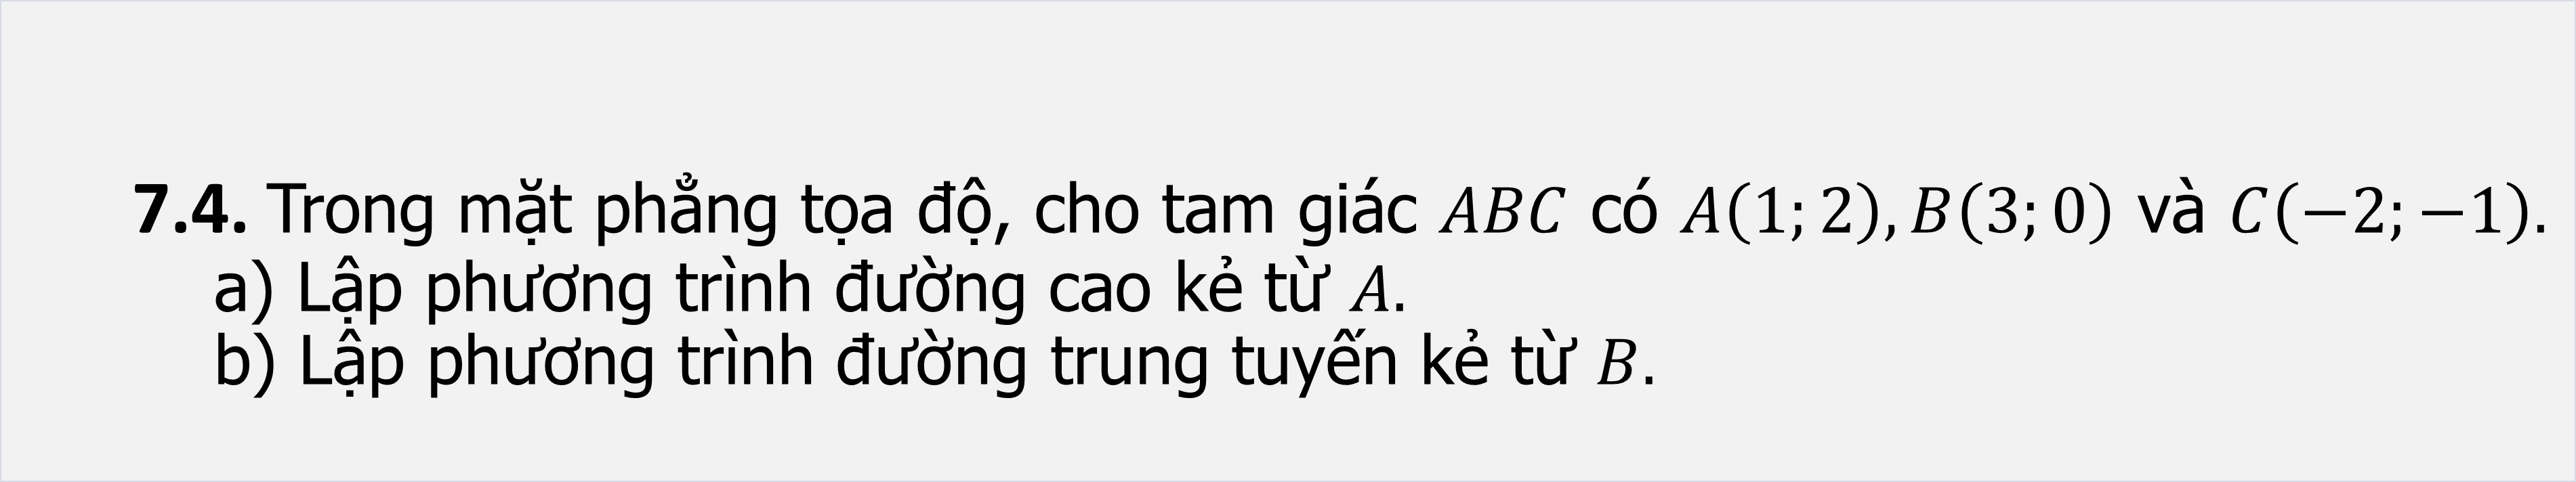 7.4. Trong mặt phẳng tọa độ, cho tam giác ABC có A(1; 2), B(3; 0) và C(−2; −1).
a) Lập phương trình đường cao kẻ từ A.
b) Lập phương trình đường trung tuyến kẻ từ B.